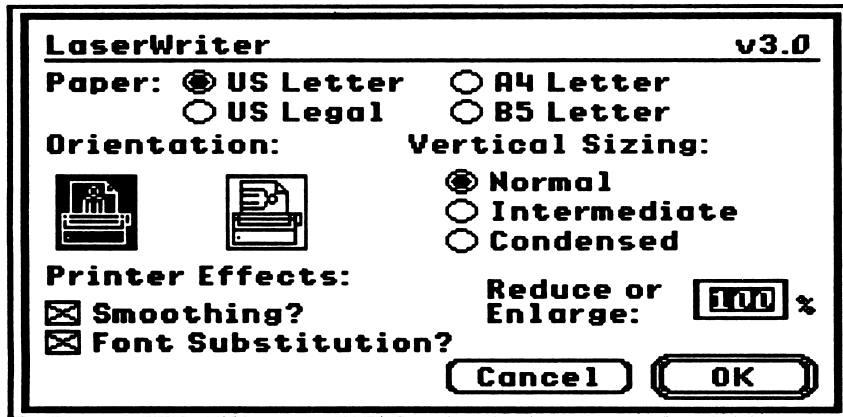 LaserWriter v3.0
Paper: US Letter A4 Letter
US Legal B5 Letter
Orientation: Vertical Sizing:
Normal
Intermediate
Condensed
Printer Effects:
Smoothing?
Font Substitution?
Reduce or
Enlarge: 100 %
Cancel OK